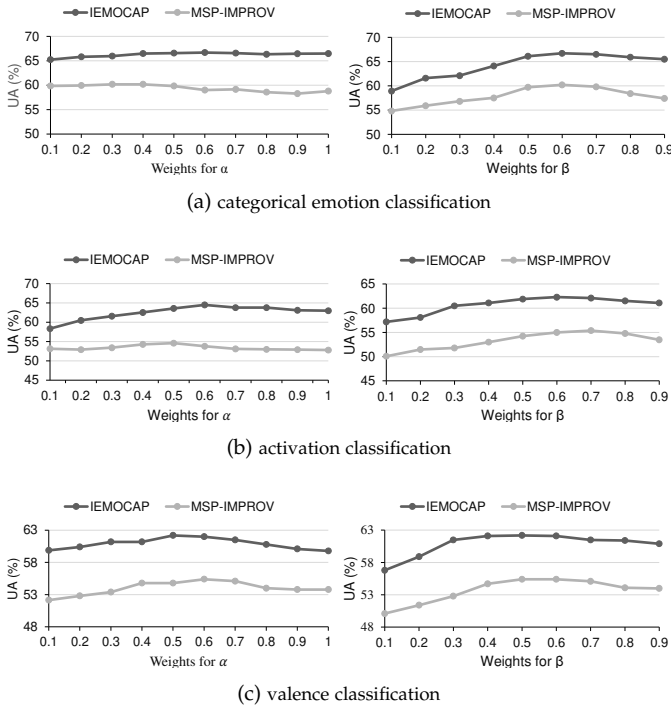 IEMOCAP MSP-IMPROV
70
65
60
55
50
UA (%)
0.1 0.2 0.3 0.4 0.5 0.6 0.7 0.8 0.9 1
Weights for α
IEMOCAP MSP-IMPROV
70
65
60
55
50
UA (%)
0.1 0.2 0.3 0.4 0.5 0.6 0.7 0.8 0.9
Weights for β
(a) categorical emotion classification
IEMOCAP MSP-IMPROV
70
65
60
55
50
45
UA (%)
0.1 0.2 0.3 0.4 0.5 0.6 0.7 0.8 0.9 1
Weights for α
IEMOCAP MSP-IMPROV
65
60
55
50
45
UA (%)
0.1 0.2 0.3 0.4 0.5 0.6 0.7 0.8 0.9
Weights for β
(b) activation classification
IEMOCAP MSP-IMPROV
63
58
53
48
UA (%)
0.1 0.2 0.3 0.4 0.5 0.6 0.7 0.8 0.9 1
Weights for α
IEMOCAP MSP-IMPROV
63
58
53
48
UA (%)
0.1 0.2 0.3 0.4 0.5 0.6 0.7 0.8 0.9
Weights for β
(c) valence classification